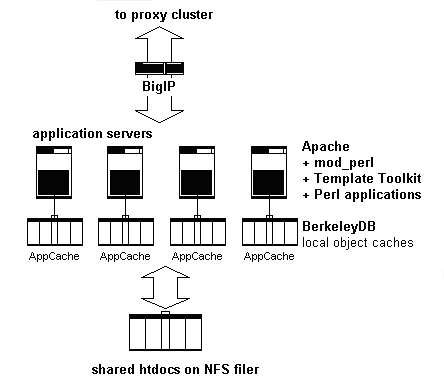 to proxy cluster
BigIP
application servers
Apache
+ mod_perl
+ Template Toolkit
+ Perl applications
BerkeleyDB
local object caches
AppCache AppCache AppCache AppCache
shared htdocs on NFS filer